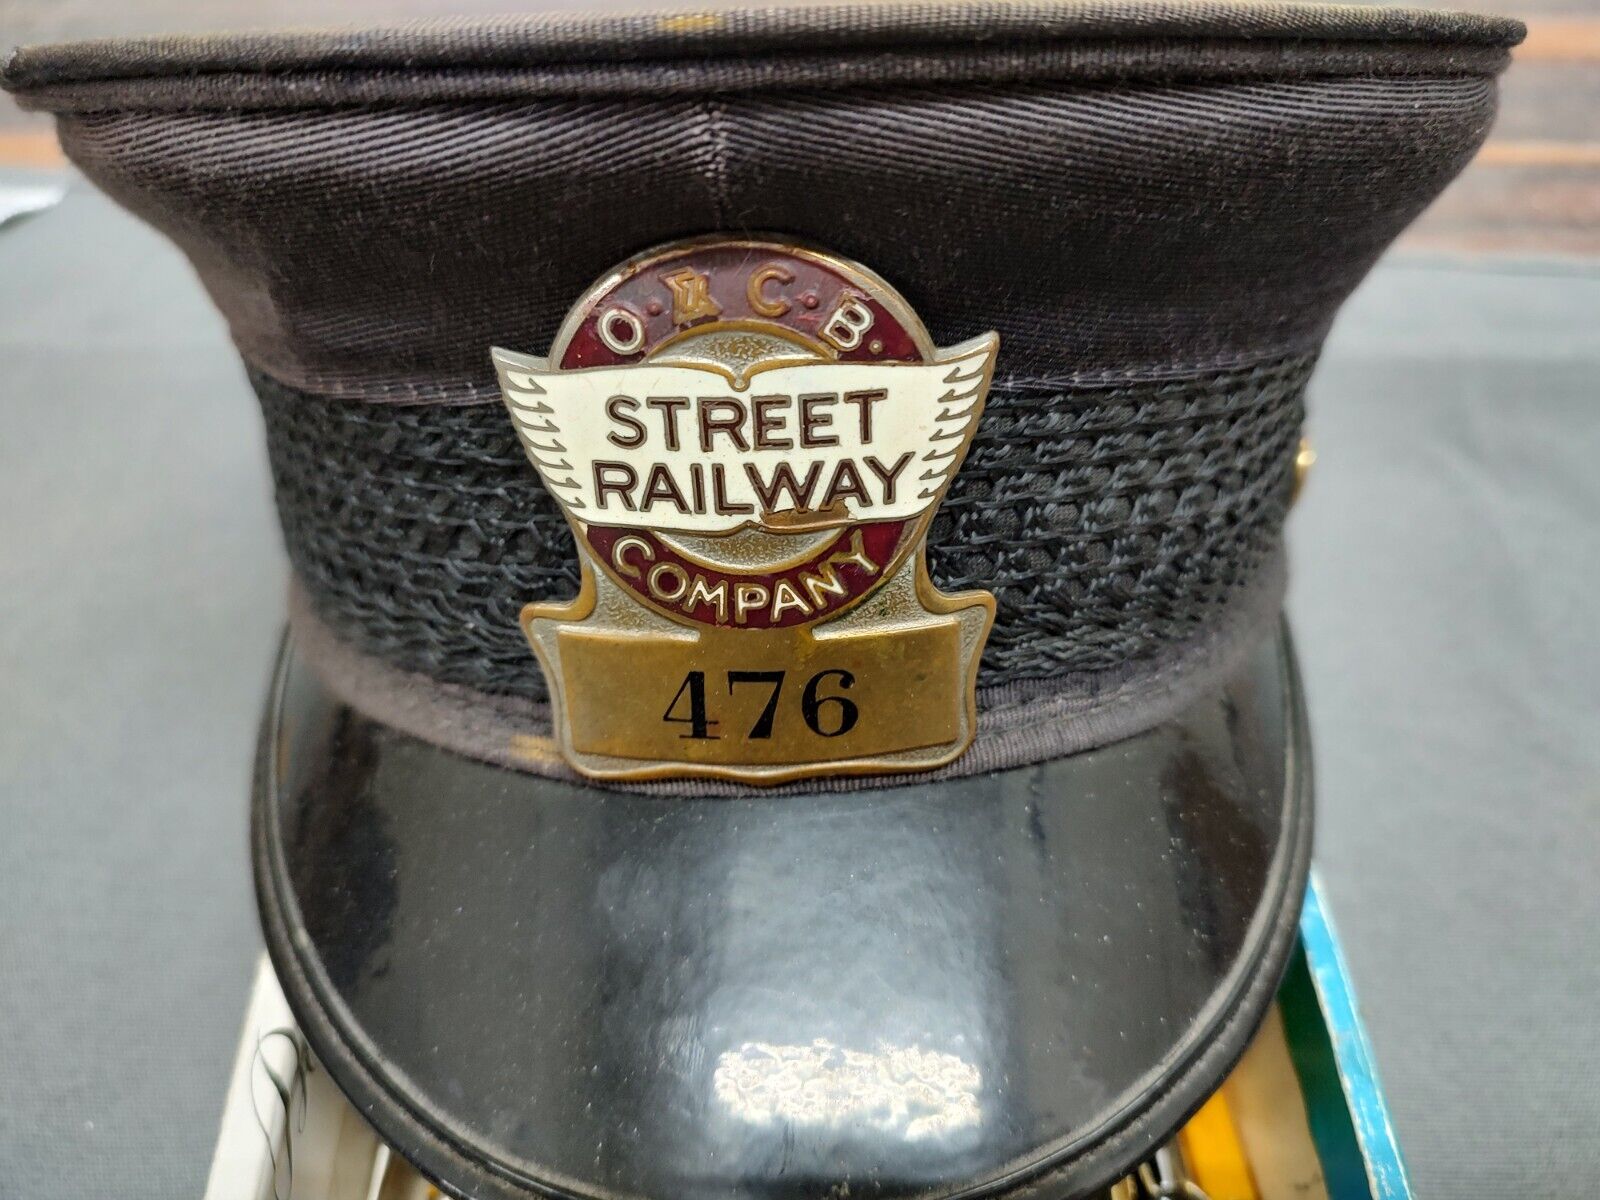 O. & C. B.
STREET
RAILWAY
COMPANY
476